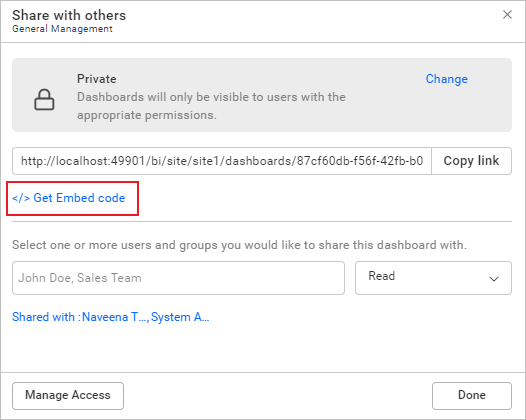 Share with others
General Management
Private
Change
Dashboards will only be visible to users with the
appropriate permissions.
http://localhost:49901/bi/site/site1/dashboards/87cf60db-f56f-42fb-b0
Copy link
</> Get Embed code
Select one or more users and groups you would like to share this dashboard with.
John Doe, Sales Team
Read
Shared with : Naveena T..., System A...
Manage Access
Done